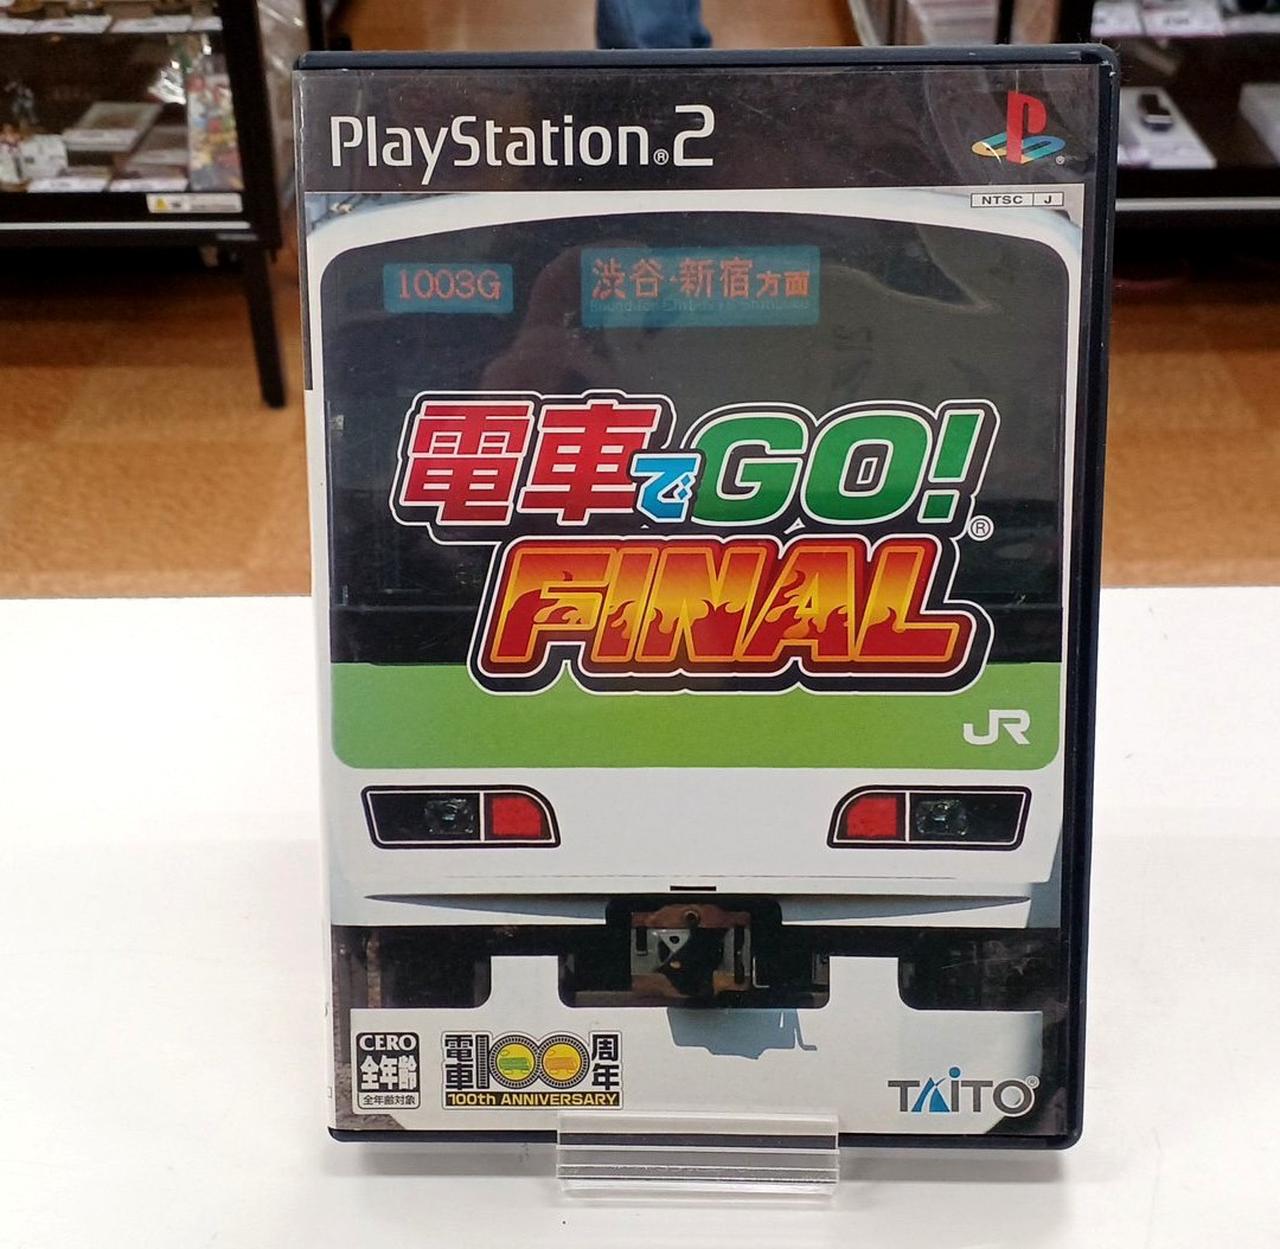 PlayStation®2
NTSC J
1003G
渋谷・新宿方面
電車でGO!®
FINAL
JR
CERO
全年齢
全年齢対象
電車100周年
100th ANNIVERSARY
TAITO®